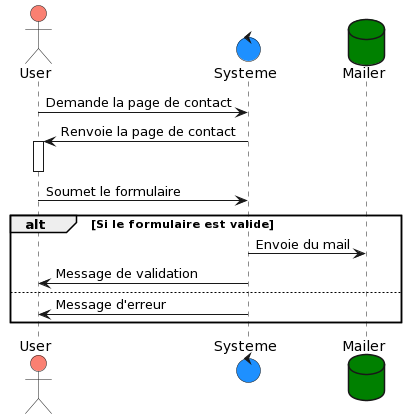 User
Systeme
Mailer
Demande la page de contact
Renvoie la page de contact
Soumet le formulaire
alt [Si le formulaire est valide]
Envoie du mail
Message de validation
Message d'erreur
User
Systeme
Mailer